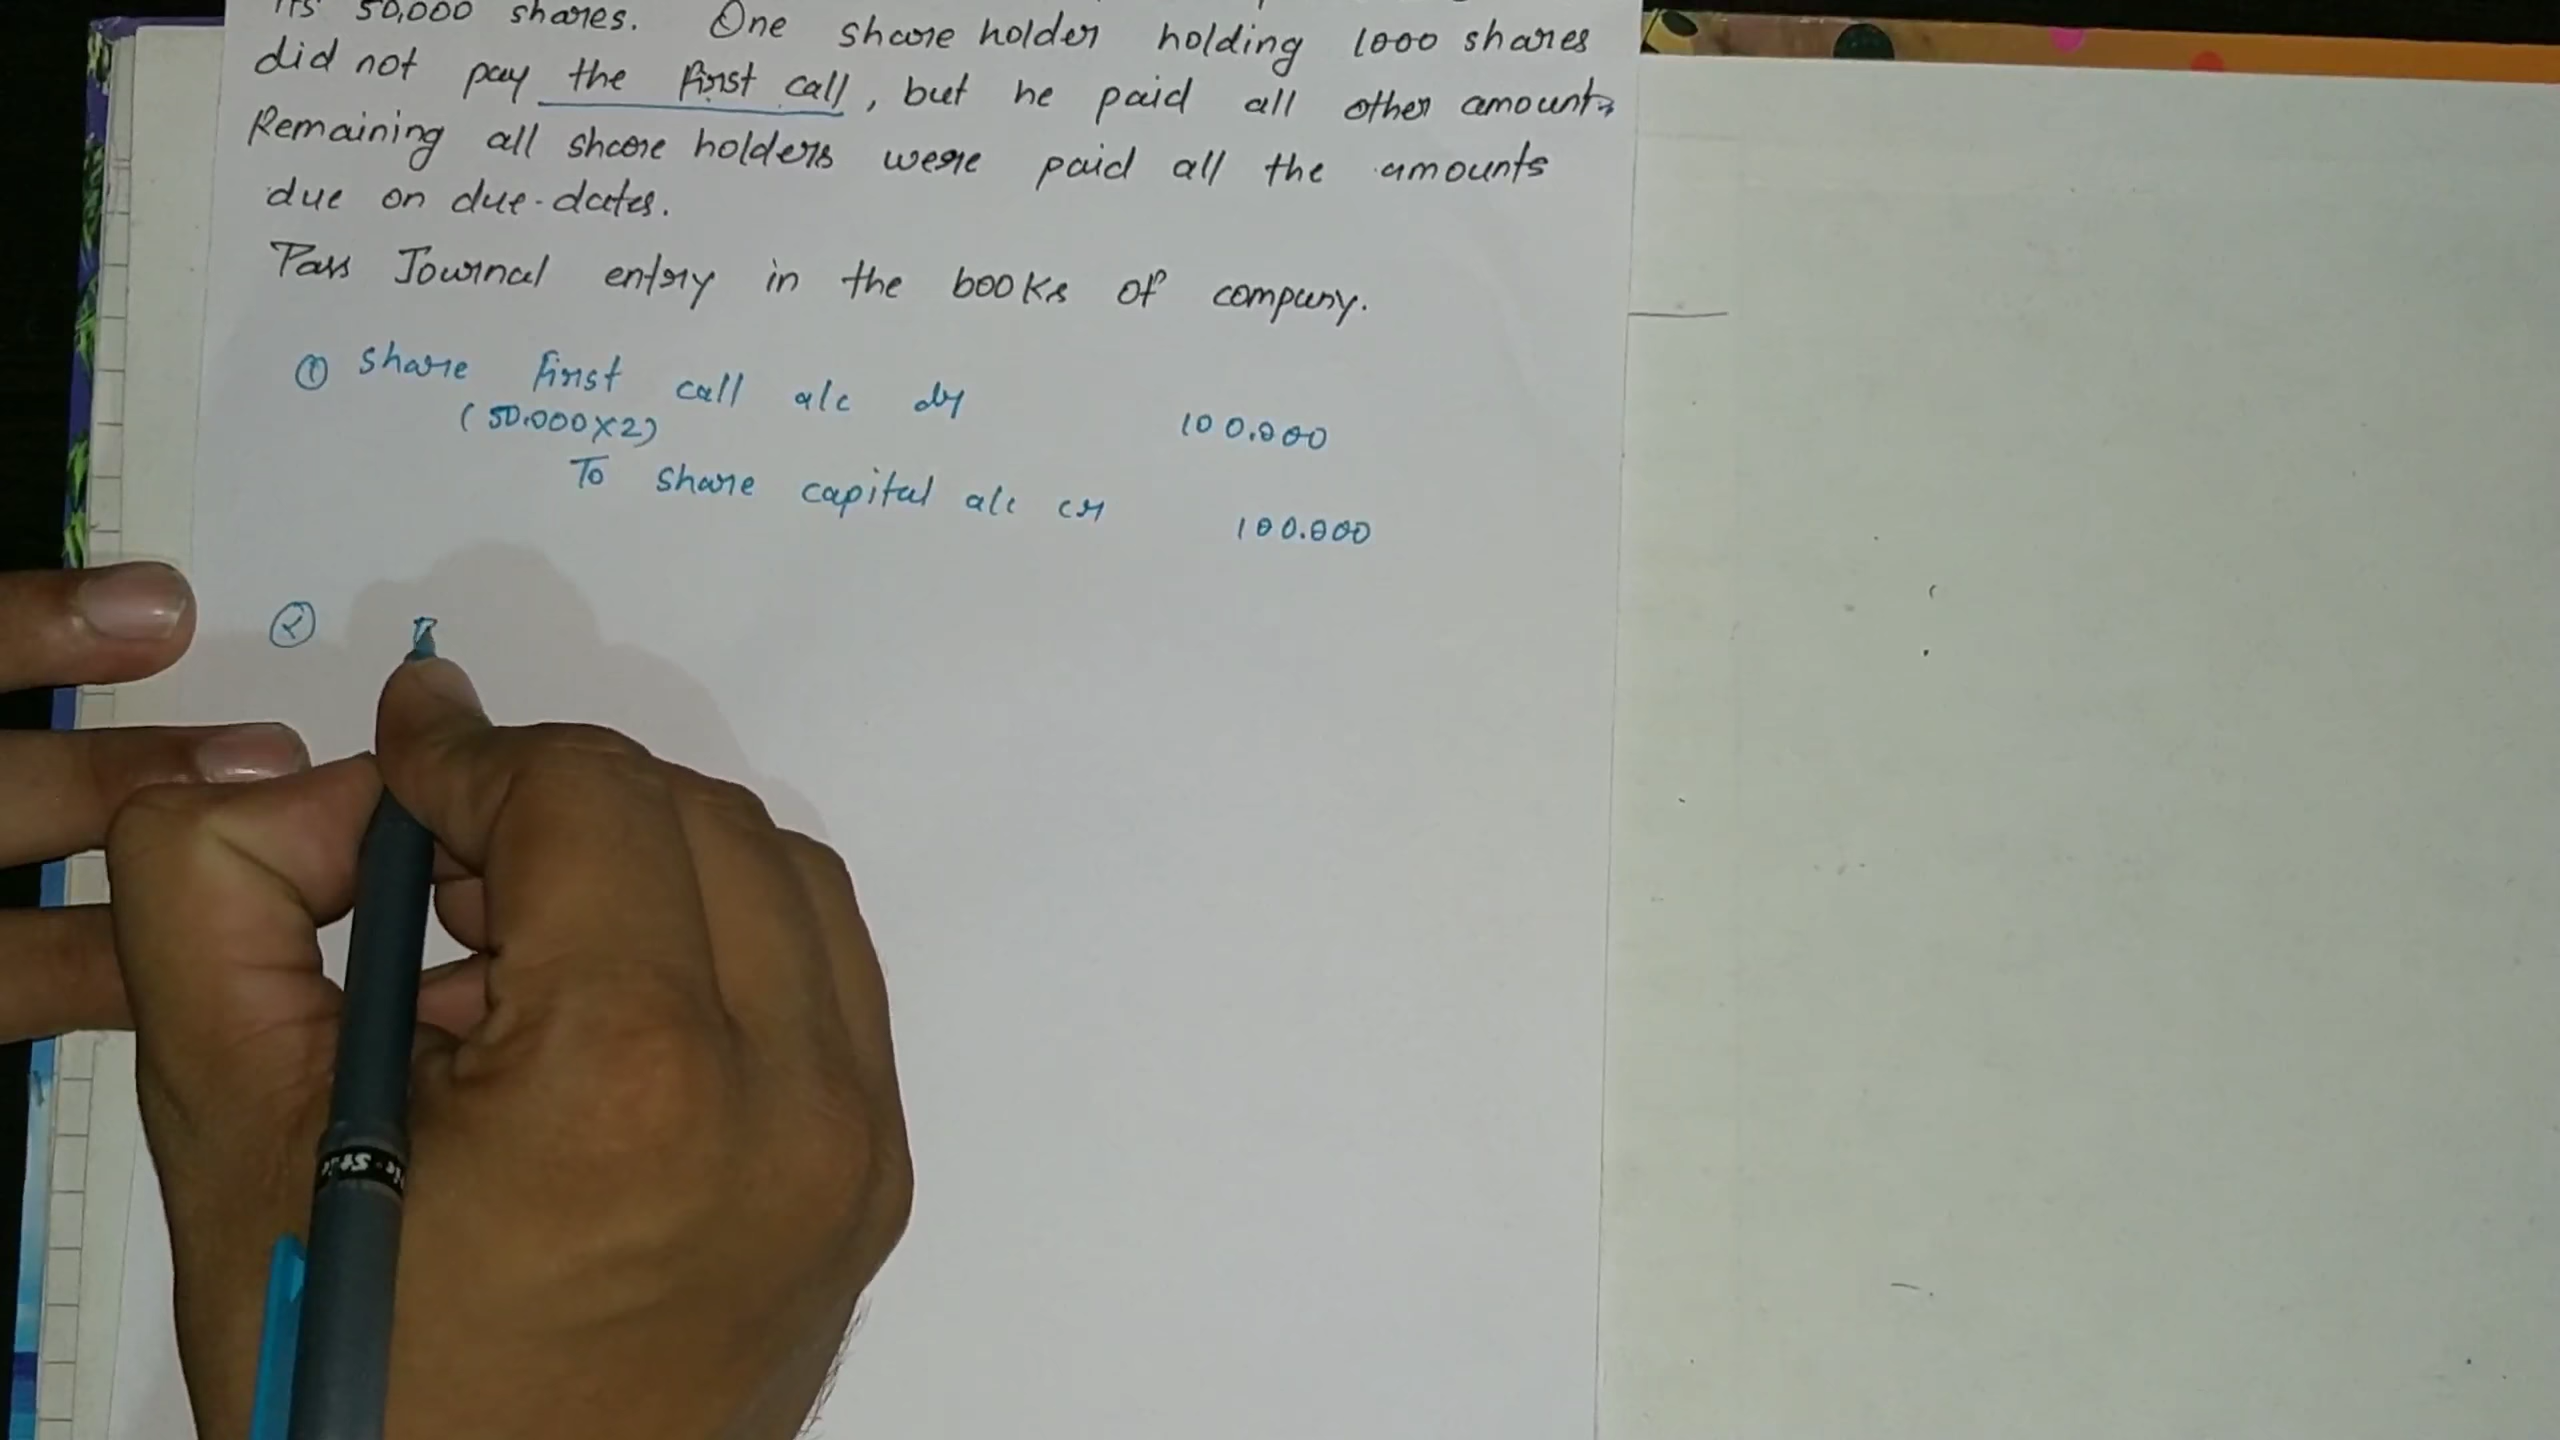 its 50,000 shares. One share holder holding 1000 shares
did not pay the first call, but he paid all other amounts
Remaining all share holders were paid all the amounts
due on due-dates.
Pass Journal entry in the books of company.
① Share first call a/c dr 100.000
(50.000×2)
To share capital a/c cr 100.000
②